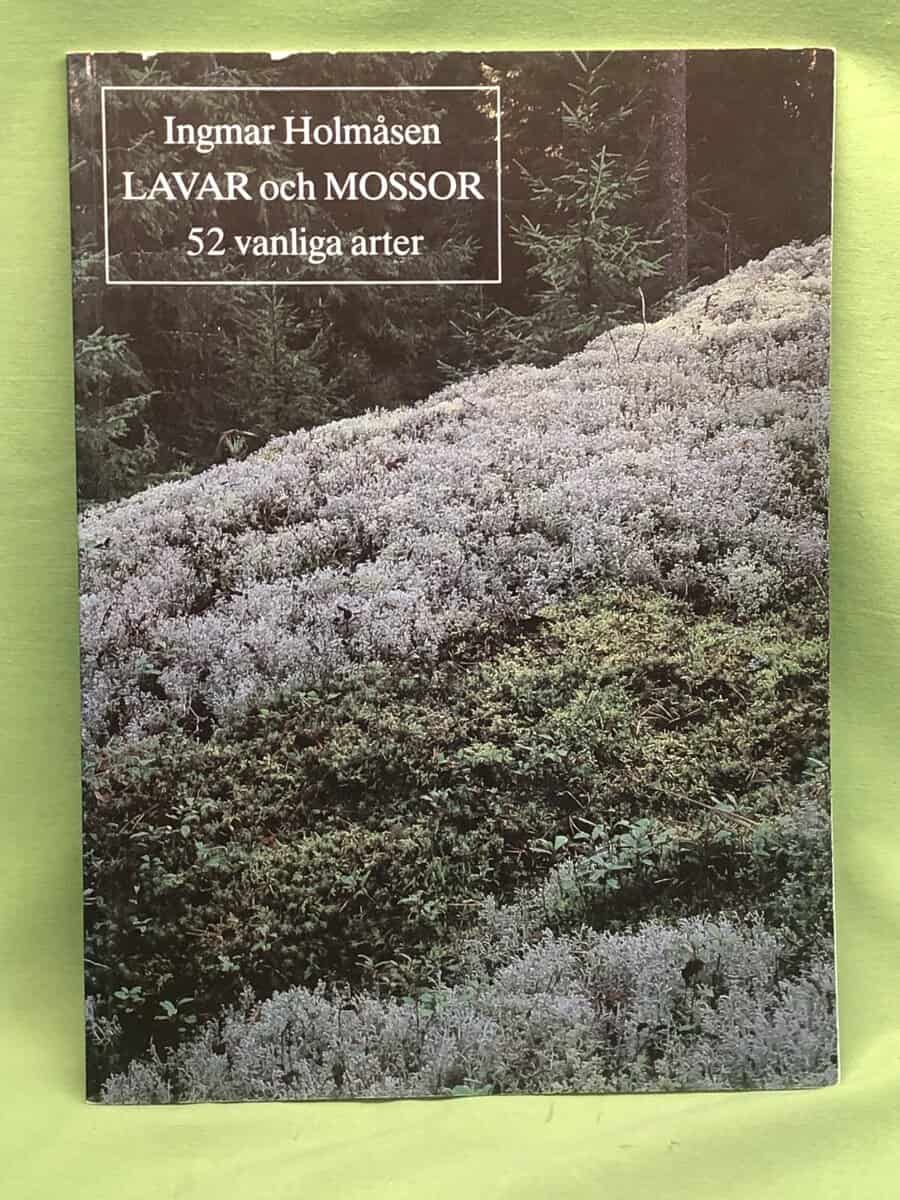 Ingmar Holmåsen
LAVAR och MOSSOR
52 vanliga arter